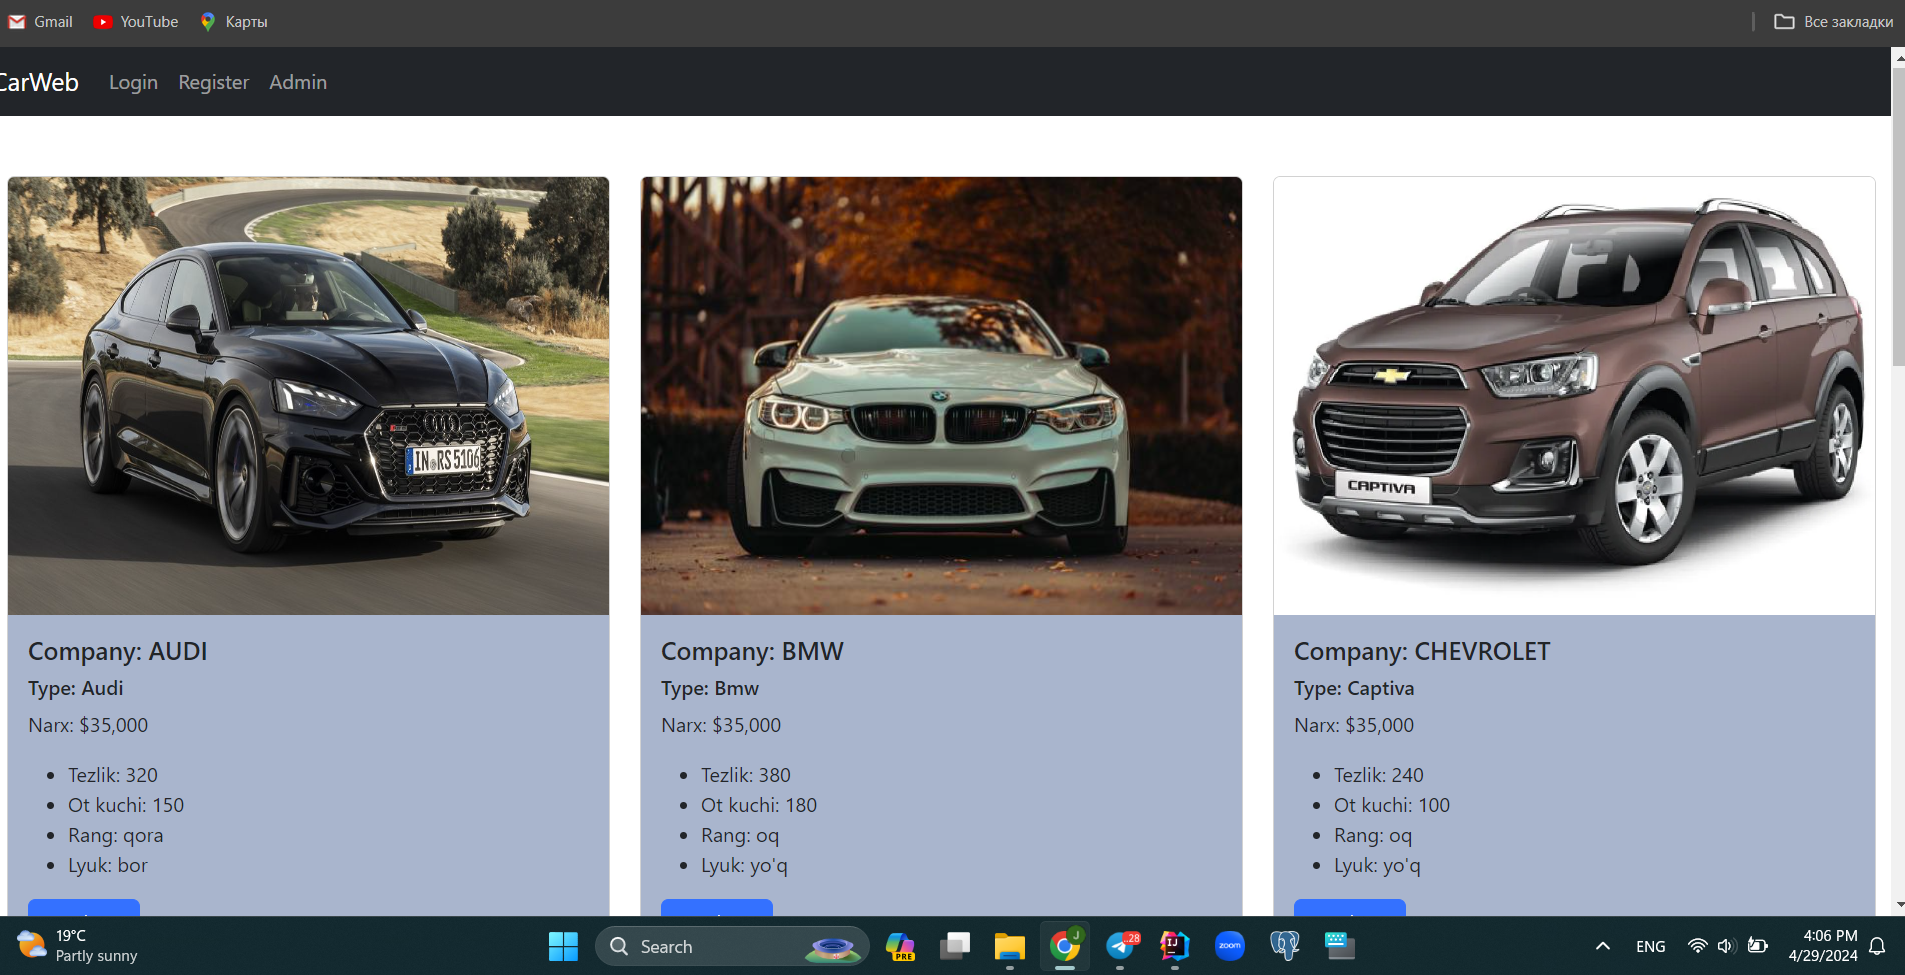 Gmail YouTube Карты Все закладки
CarWeb Login Register Admin
IN RS 5106
CAPTIVA
Company: AUDI
Type: Audi
Narx: $35,000
Tezlik: 320
Ot kuchi: 150
Rang: qora
Lyuk: bor
Company: BMW
Type: Bmw
Narx: $35,000
Tezlik: 380
Ot kuchi: 180
Rang: oq
Lyuk: yo'q
Company: CHEVROLET
Type: Captiva
Narx: $35,000
Tezlik: 240
Ot kuchi: 100
Rang: oq
Lyuk: yo'q
19°C
Partly sunny
Search
PRE
J
28
IJ
zoom
ENG
4:06 PM
4/29/2024